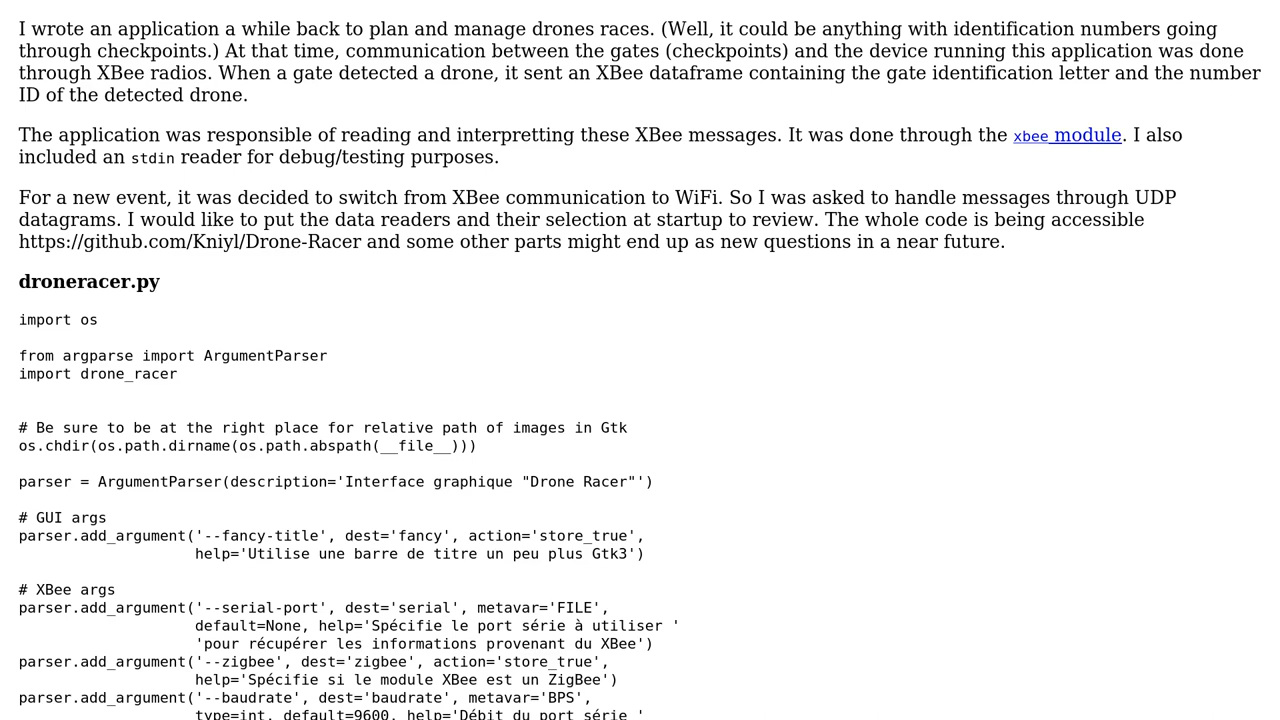 I wrote an application a while back to plan and manage drones races. (Well, it could be anything with identification numbers going
through checkpoints.) At that time, communication between the gates (checkpoints) and the device running this application was done
through XBee radios. When a gate detected a drone, it sent an XBee dataframe containing the gate identification letter and the number
ID of the detected drone.
The application was responsible of reading and interpretting these XBee messages. It was done through the xbee module. I also
included an stdin reader for debug/testing purposes.
For a new event, it was decided to switch from XBee communication to WiFi. So I was asked to handle messages through UDP
datagrams. I would like to put the data readers and their selection at startup to review. The whole code is being accessible
https://github.com/Kniyl/Drone-Racer and some other parts might end up as new questions in a near future.
droneracer.py
import os
from argparse import ArgumentParser
import drone_racer
# Be sure to be at the right place for relative path of images in Gtk
os.chdir(os.path.dirname(os.path.abspath(__file__)))
parser = ArgumentParser(description='Interface graphique "Drone Racer"')
# GUI args
parser.add_argument('--fancy-title', dest='fancy', action='store_true',
                    help='Utilise une barre de titre un peu plus Gtk3')
# XBee args
parser.add_argument('--serial-port', dest='serial', metavar='FILE',
                    default=None, help='Spécifie le port série à utiliser '
                    'pour récupérer les informations provenant du XBee')
parser.add_argument('--zigbee', dest='zigbee', action='store_true',
                    help='Spécifie si le module XBee est un ZigBee')
parser.add_argument('--baudrate', dest='baudrate', metavar='BPS',
                    type=int, default=9600, help='Débit du port série '